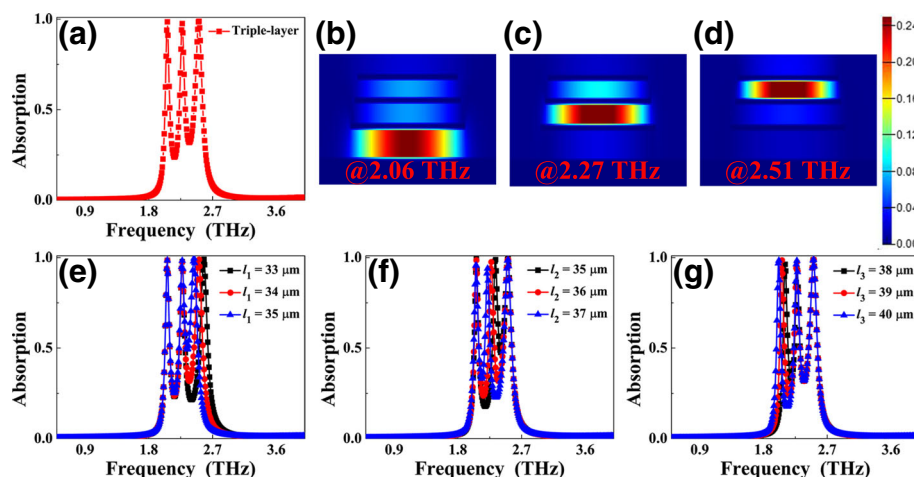 (a)
Triple-layer
1.0
0.5
0.0
Absorption
0.9 1.8 2.7 3.6
Frequency (THz)
(b)
@2.06 THz
(c)
@2.27 THz
(d)
@2.51 THz
0.24
0.20
0.16
0.12
0.08
0.04
0.00
(e)
l1 = 33 μm
l1 = 34 μm
l1 = 35 μm
1.0
0.5
0.0
Absorption
0.9 1.8 2.7 3.6
Frequency (THz)
(f)
l2 = 35 μm
l2 = 36 μm
l2 = 37 μm
1.0
0.5
0.0
Absorption
0.9 1.8 2.7 3.6
Frequency (THz)
(g)
l3 = 38 μm
l3 = 39 μm
l3 = 40 μm
1.0
0.5
0.0
Absorption
0.9 1.8 2.7 3.6
Frequency (THz)